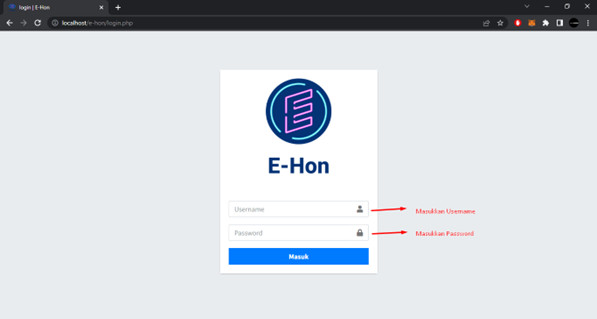 login | E-Hon
localhost/e-hon/login.php
E-Hon
Username
Masukkan Username
Password
Masukkan Password
Masuk